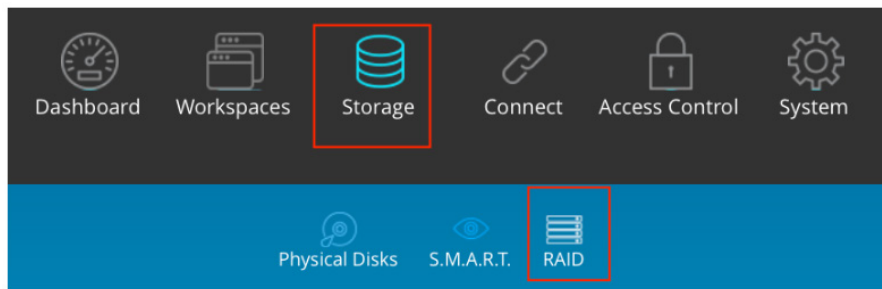 Dashboard Workspaces Storage Connect Access Control System
Physical Disks S.M.A.R.T. RAID